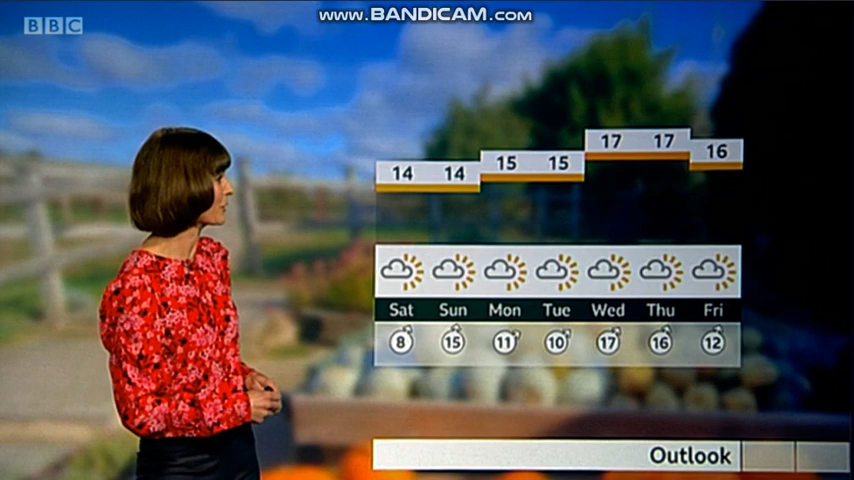 BBC
www.BANDICAM.com
14 14 15 15 17 17 16
Sat Sun Mon Tue Wed Thu Fri
8 15 11 10 17 16 12
Outlook